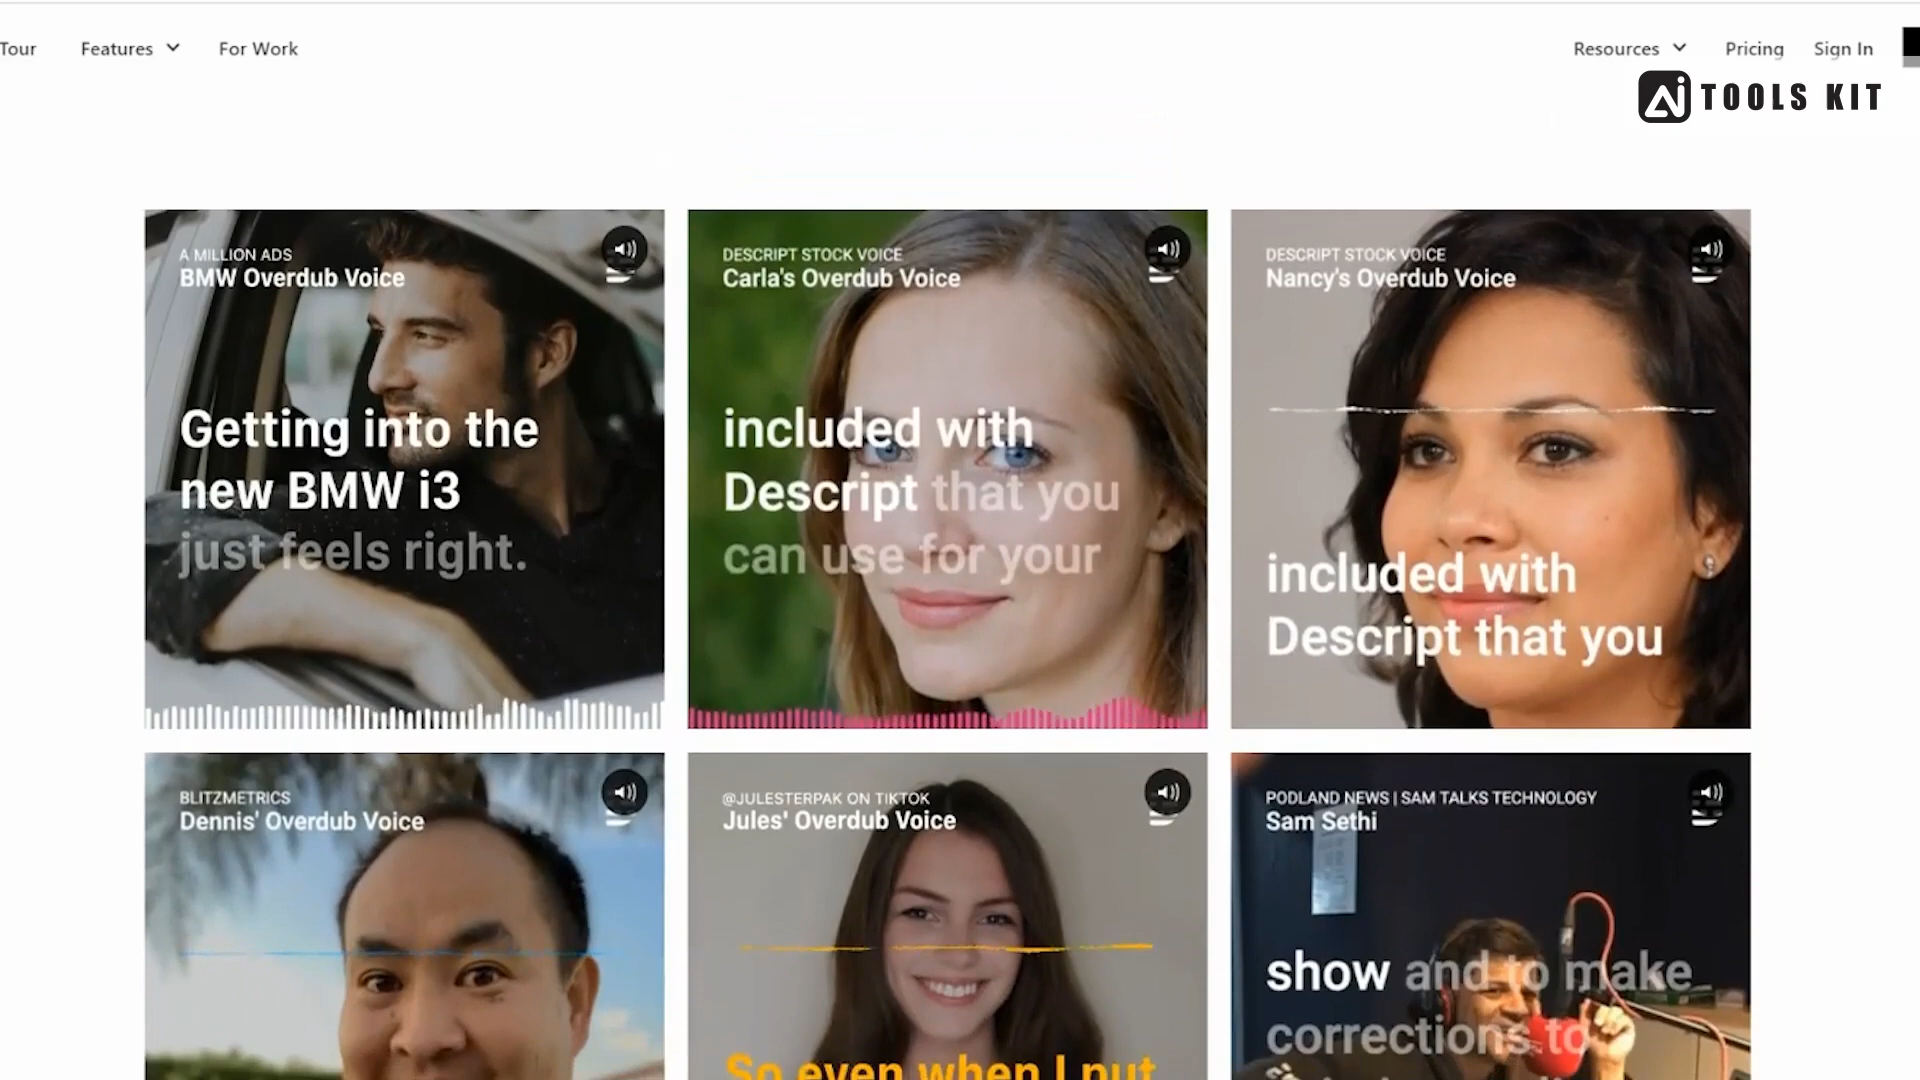 Tour
Features
For Work
Resources
Pricing
Sign In
Ai TOOLS KIT
A MILLION ADS
BMW Overdub Voice
Getting into the
new BMW i3
just feels right.
DESCRIPT STOCK VOICE
Carla's Overdub Voice
included with
Descript that you
can use for your
DESCRIPT STOCK VOICE
Nancy's Overdub Voice
included with
Descript that you
BLITZMETRICS
Dennis' Overdub Voice
@JULESTERPAK ON TIKTOK
Jules' Overdub Voice
So even when I put
PODLAND NEWS | SAM TALKS TECHNOLOGY
Sam Sethi
show and to make
corrections to